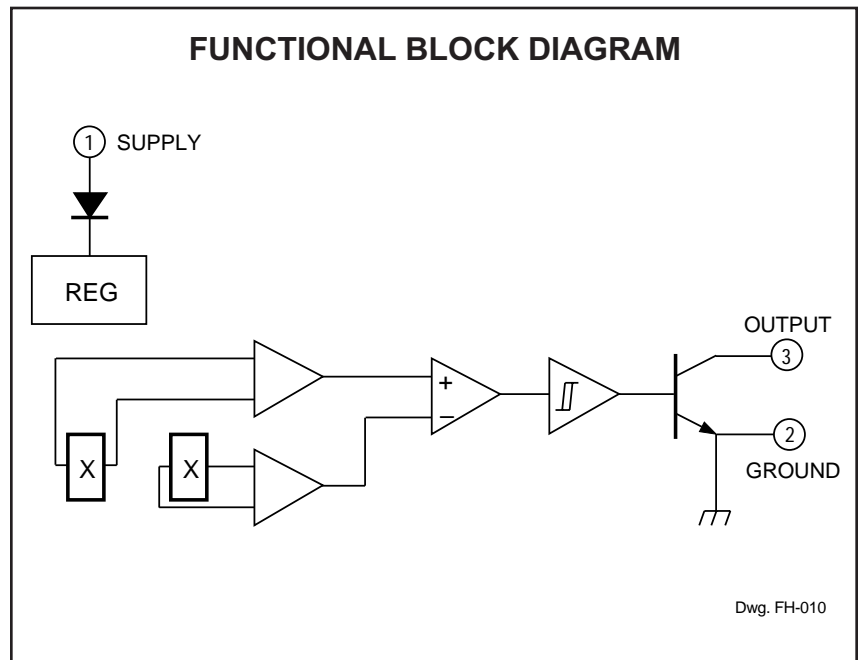 FUNCTIONAL BLOCK DIAGRAM
1 SUPPLY
REG
X
X
+
−
OUTPUT
3
2
GROUND
Dwg. FH-010